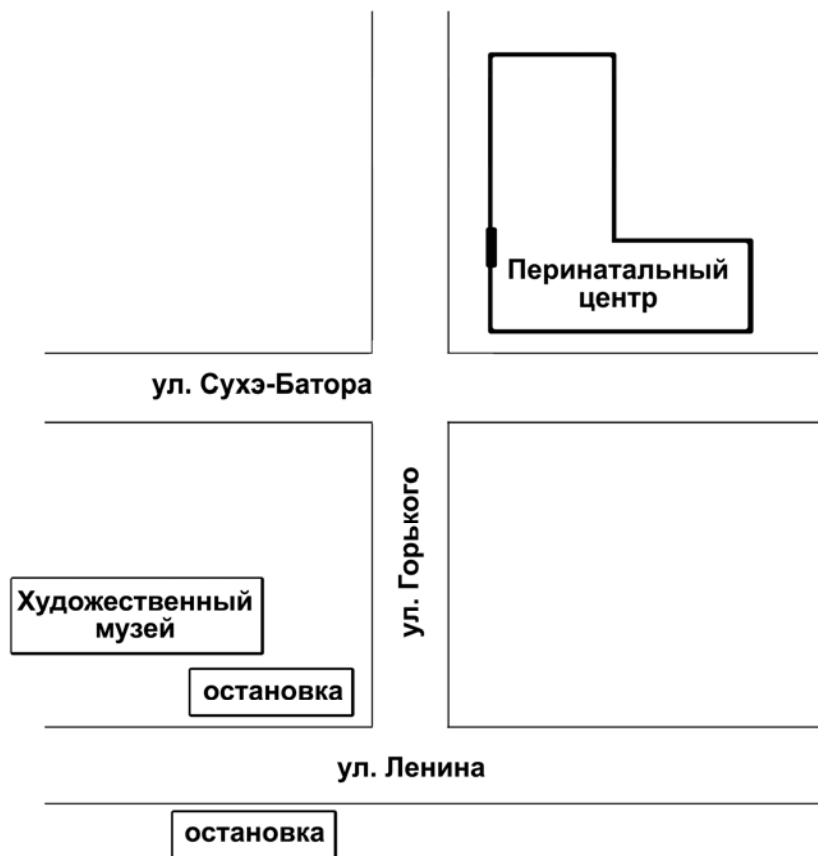 Перинатальный
центр
ул. Сухэ-Батора
ул. Горького
Художественный
музей
остановка
ул. Ленина
остановка